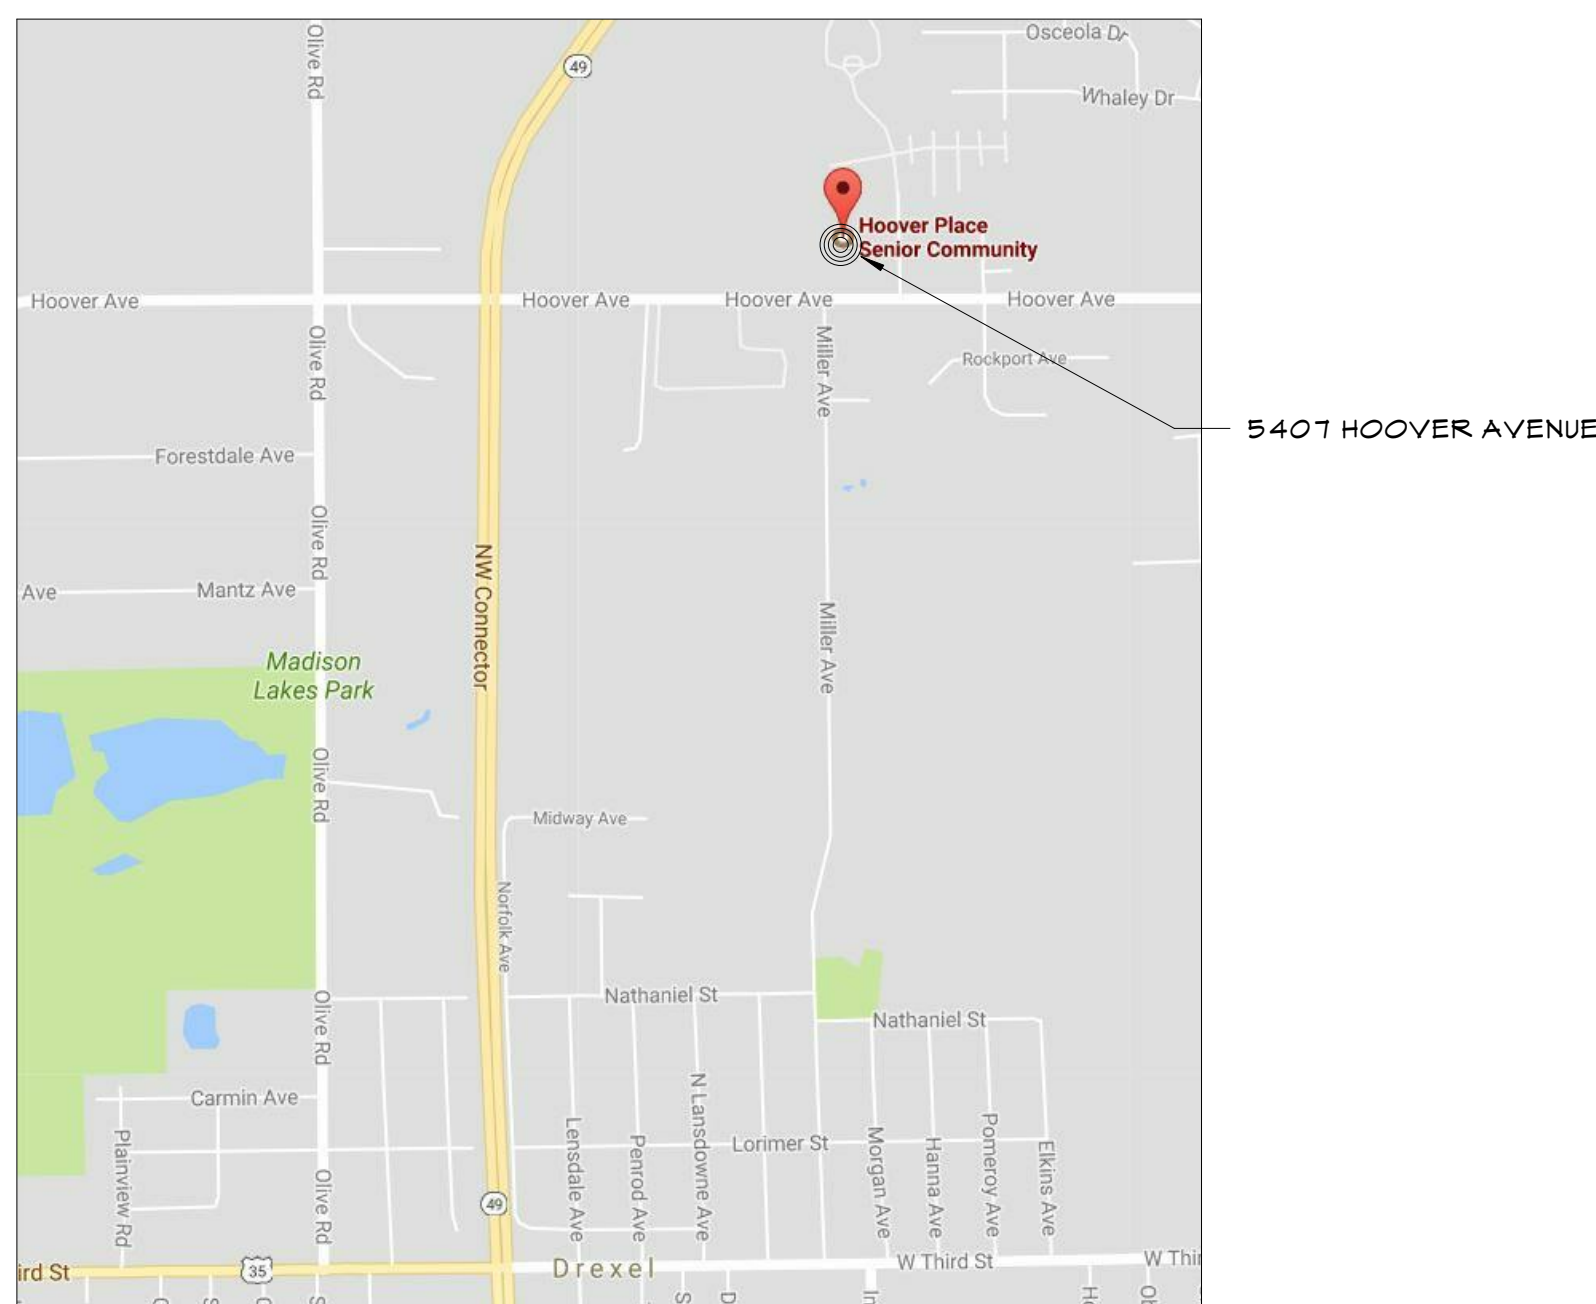 Olive Rd
49
Osceola Dr
Whaley Dr
Hoover Place
Senior Community
Hoover Ave
Hoover Ave
Hoover Ave
Hoover Ave
Olive Rd
Miller Ave
Rockport Ave
5407 HOOVER AVENUE
Forestdale Ave
Olive Rd
NW Connector
Ave
Mantz Ave
Miller Ave
Madison
Lakes Park
Olive Rd
Midway Ave
Norfolk Ave
Olive Rd
Nathaniel St
Nathaniel St
Carmin Ave
Plainview Rd
Olive Rd
49
Lensdale Ave
Penrod Ave
N Lansdowne Ave
Lorimer St
Morgan Ave
Hanna Ave
Pomeroy Ave
Elkins Ave
ird St
35
Drexel
W Third St
W Thi